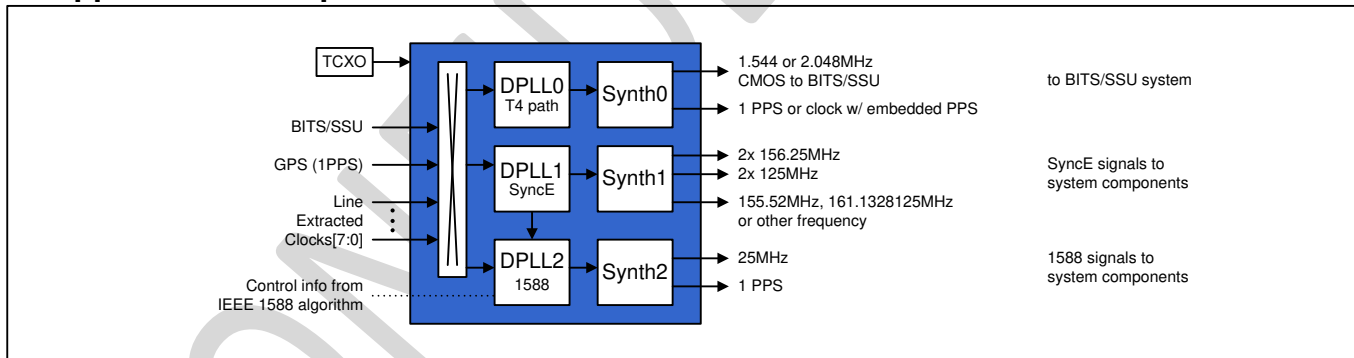 TCXO
BITS/SSU
GPS (1PPS)
Line
Extracted
Clocks[7:0]
Control info from
IEEE 1588 algorithm
DPLL0
T4 path
Synth0
DPLL1
SyncE
Synth1
DPLL2
1588
Synth2
1.544 or 2.048MHz
CMOS to BITS/SSU
1 PPS or clock w/ embedded PPS
to BITS/SSU system
2x 156.25MHz
2x 125MHz
155.52MHz, 161.1328125MHz
or other frequency
SyncE signals to
system components
25MHz
1 PPS
1588 signals to
system components